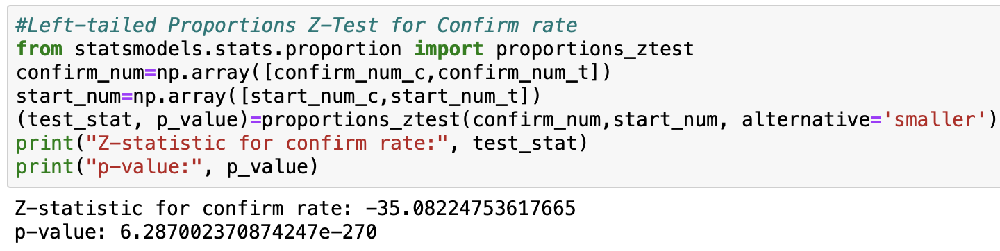 #Left-tailed Proportions Z-Test for Confirm rate
from statsmodels.stats.proportion import proportions_ztest
confirm_num=np.array([confirm_num_c,confirm_num_t])
start_num=np.array([start_num_c,start_num_t])
(test_stat, p_value)=proportions_ztest(confirm_num,start_num, alternative='smaller')
print("Z-statistic for confirm rate:", test_stat)
print("p-value:", p_value)
Z-statistic for confirm rate: -35.08224753617665
p-value: 6.287002370874247e-270